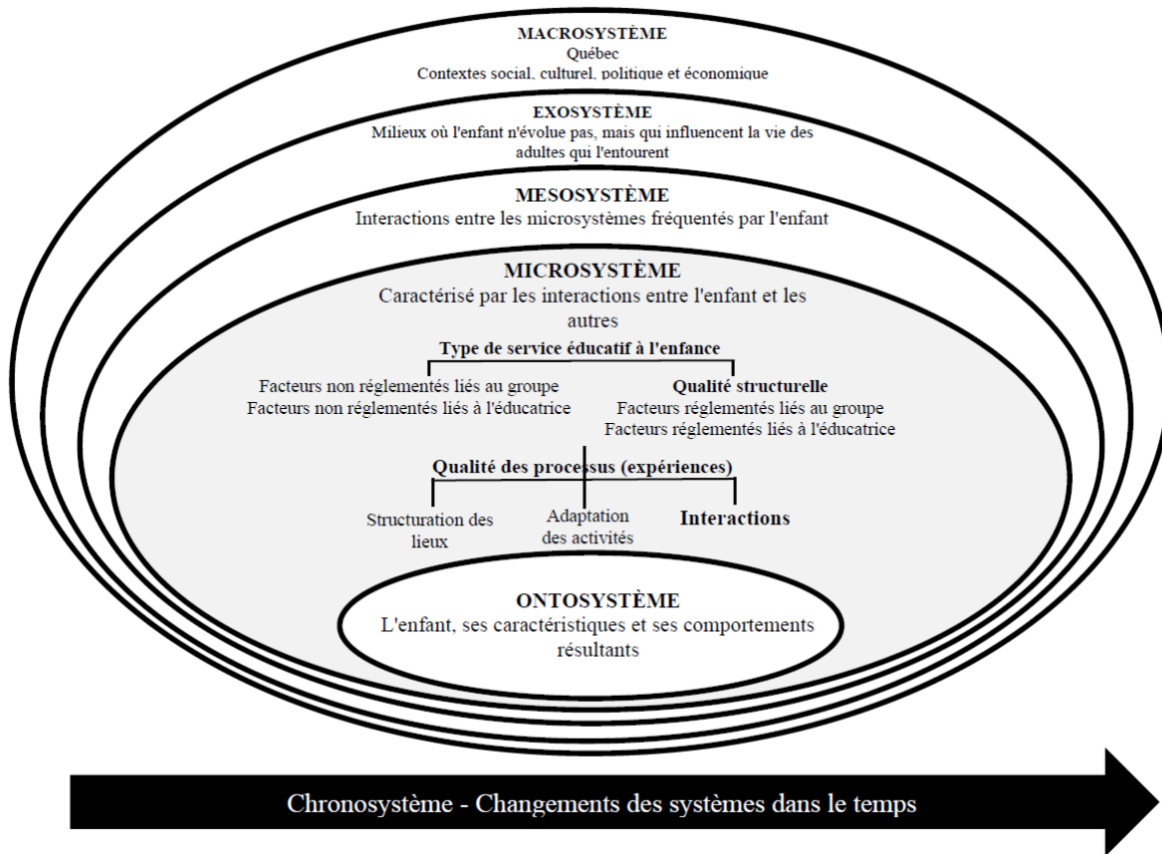 MACROSYSTÈME
Québec
Contextes social, culturel, politique et économique
EXOSYSTÈME
Milieux où l'enfant n'évolue pas, mais qui influencent la vie des
adultes qui l'entourent
MESOSYSTÈME
Interactions entre les microsystèmes fréquentés par l'enfant
MICROSYSTÈME
Caractérisé par les interactions entre l'enfant et les
autres
Type de service éducatif à l'enfance
Facteurs non réglementés liés au groupe
Facteurs non réglementés liés à l'éducatrice
Qualité structurelle
Facteurs réglementés liés au groupe
Facteurs réglementés liés à l'éducatrice
Qualité des processus (expériences)
Structuration des
lieux
Adaptation
des activités
Interactions
ONTOSYSTÈME
L'enfant, ses caractéristiques et ses comportements
résultants
Chronosystème - Changements des systèmes dans le temps